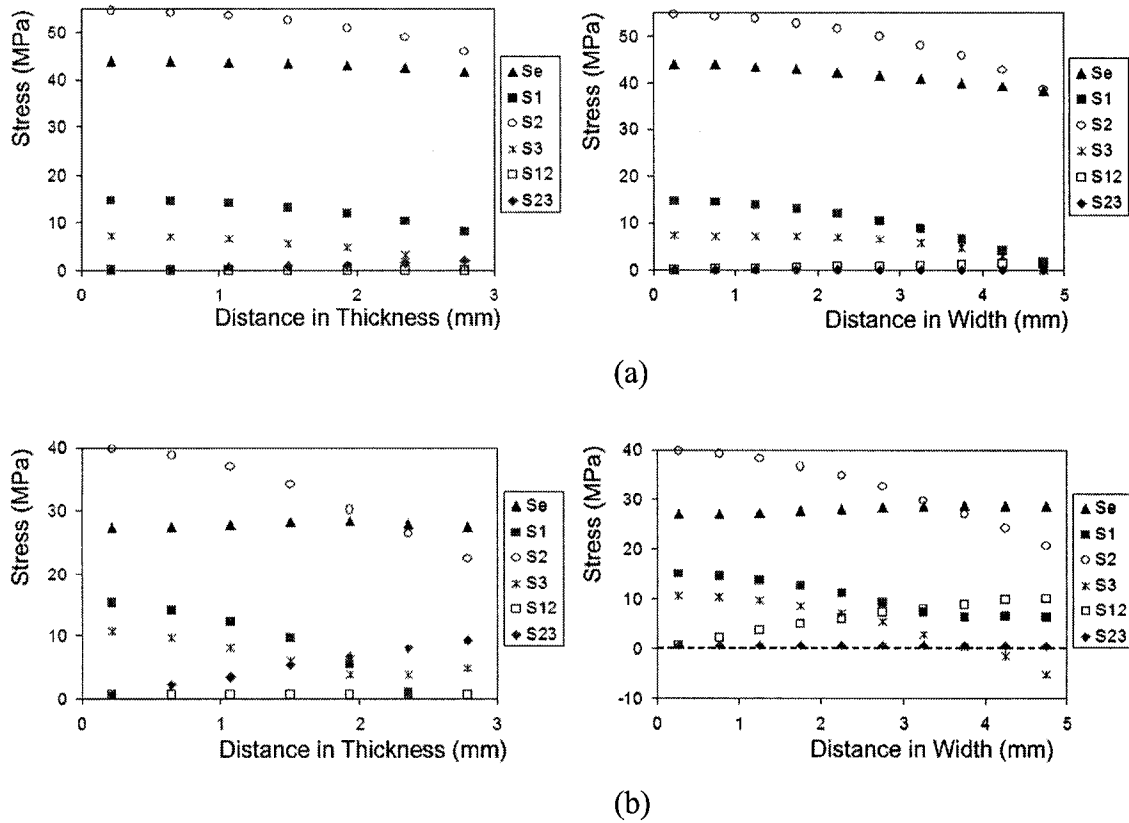 Stress (MPa)
50
40
30
20
10
0
0 1 2 3
Distance in Thickness (mm)
Se
S1
S2
S3
S12
S23
Stress (MPa)
50
40
30
20
10
0
0 1 2 3 4 5
Distance in Width (mm)
Se
S1
S2
S3
S12
S23
(a)
Stress (MPa)
40
30
20
10
0
0 1 2 3
Distance in Thickness (mm)
Se
S1
S2
S3
S12
S23
Stress (MPa)
40
30
20
10
0
-10
0 1 2 3 4 5
Distance in Width (mm)
Se
S1
S2
S3
S12
S23
(b)